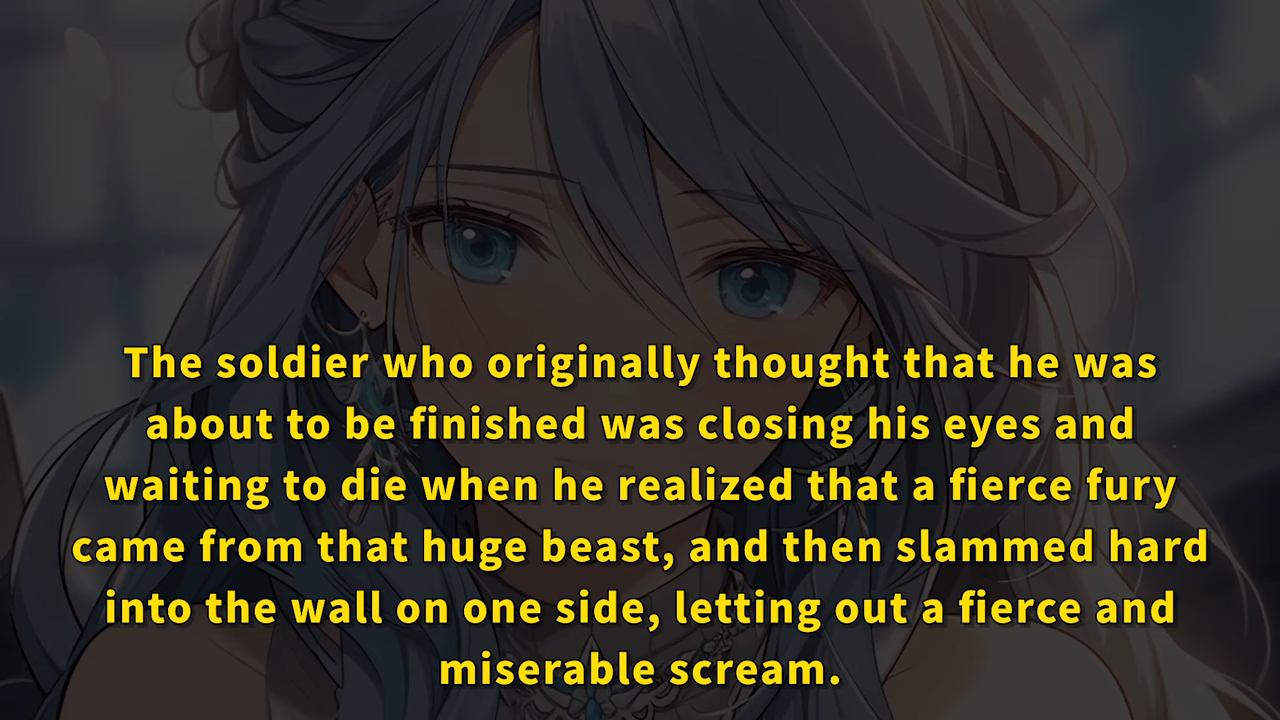 The soldier who originally thought that he was
about to be finished was closing his eyes and
waiting to die when he realized that a fierce fury
came from that huge beast, and then slammed hard
into the wall on one side, letting out a fierce and
miserable scream.